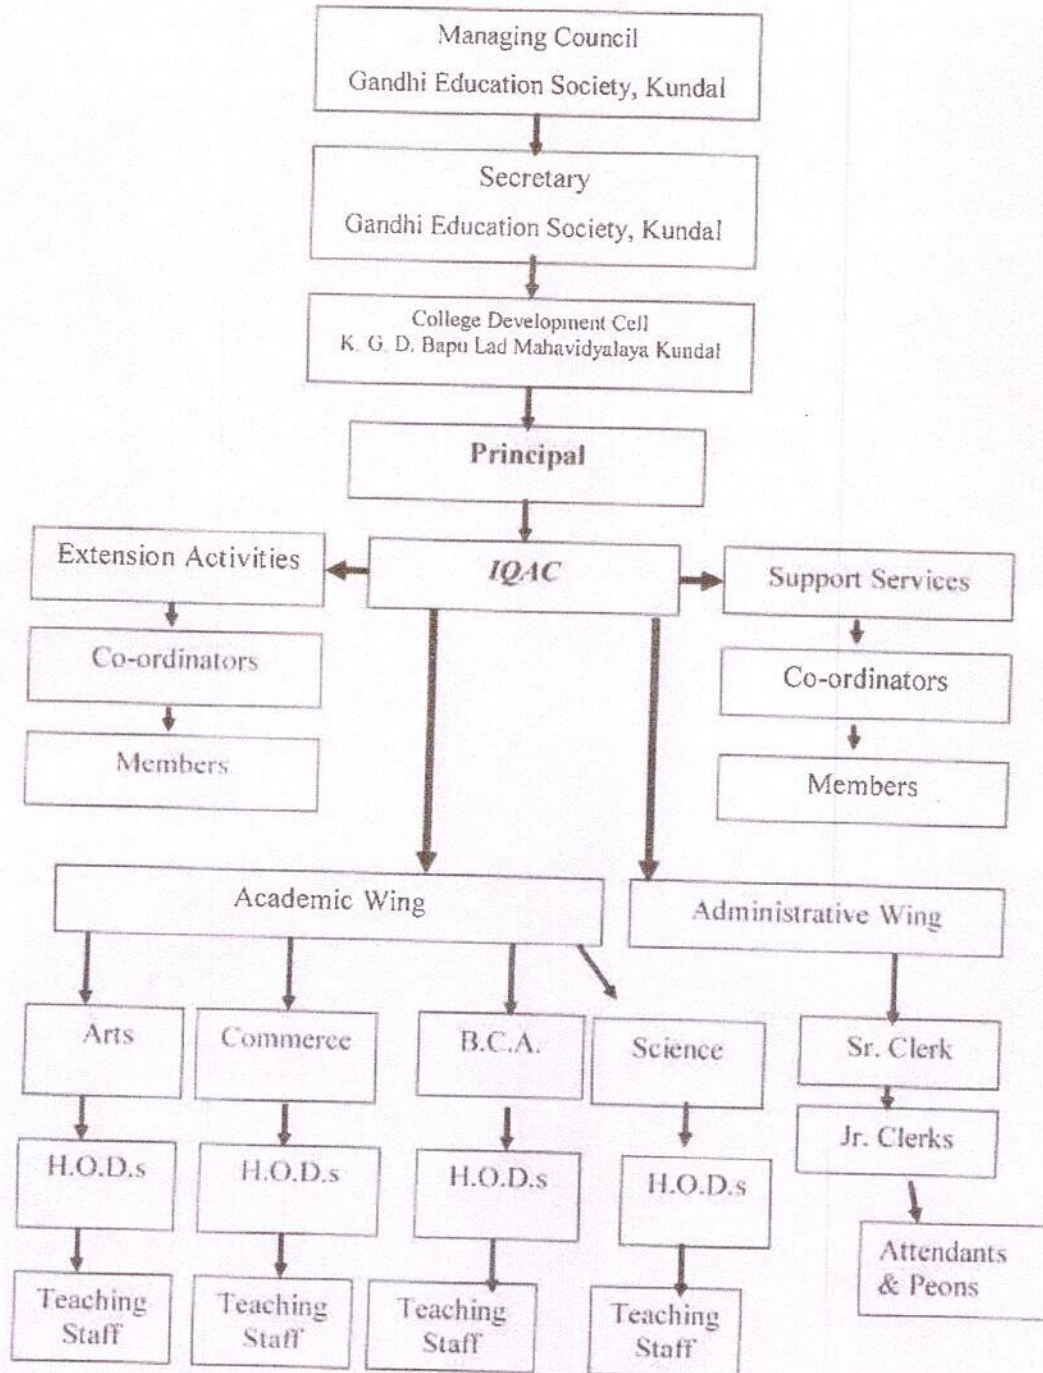 Managing Council
Gandhi Education Society, Kundal
Secretary
Gandhi Education Society, Kundal
College Development Cell
K. G. D. Bapu Lad Mahavidyalaya Kundal
Principal
IQAC
Extension Activities
Support Services
Co-ordinators
Co-ordinators
Members
Members
Academic Wing
Administrative Wing
Arts
Commerce
B.C.A.
Science
Sr. Clerk
Jr. Clerks
H.O.D.s
H.O.D.s
H.O.D.s
H.O.D.s
Attendants
& Peons
Teaching
Staff
Teaching
Staff
Teaching
Staff
Teaching
Staff